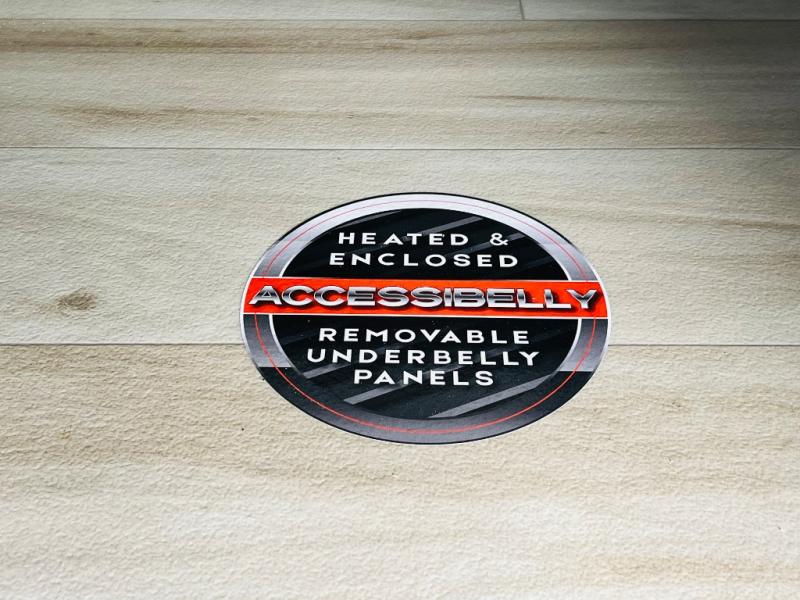 HEATED &
ENCLOSED
ACCESSIBELLY
REMOVABLE
UNDERBELLY
PANELS